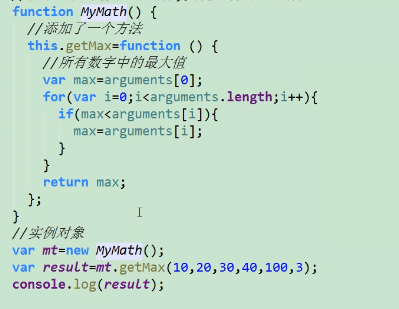 function MyMath() {
//添加了一个方法
this.getMax=function () {
//所有数字中的最大值
var max=arguments[0];
for(var i=0;i<arguments.length;i++){
if(max<arguments[i]){
max=arguments[i];
}
}
return max;
};
}
//实例对象
var mt=new MyMath();
var result=mt.getMax(10,20,30,40,100,3);
console.log(result);